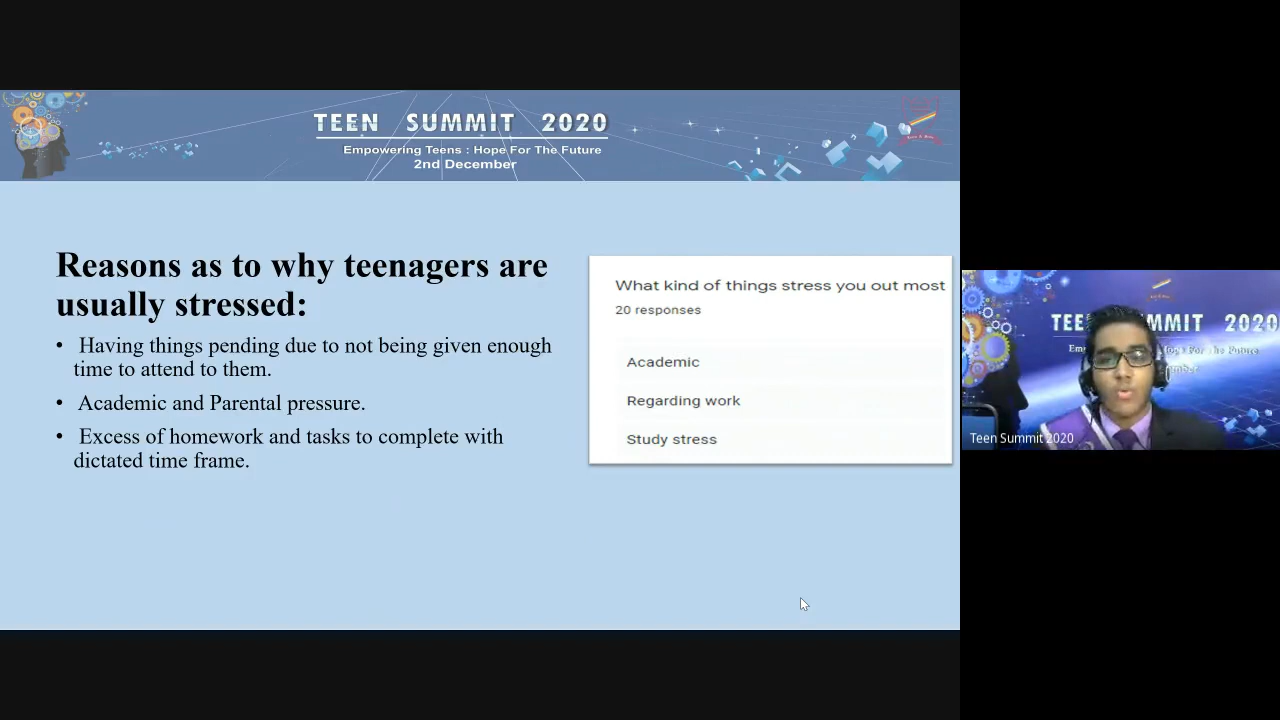 TEEN SUMMIT 2020
Empowering Teens : Hope For The Future
2nd December
Reasons as to why teenagers are
usually stressed:
• Having things pending due to not being given enough
time to attend to them.
• Academic and Parental pressure.
• Excess of homework and tasks to complete with
dictated time frame.
What kind of things stress you out most
20 responses
Academic
Regarding work
Study stress
2020
Future
Teen Summit 2020